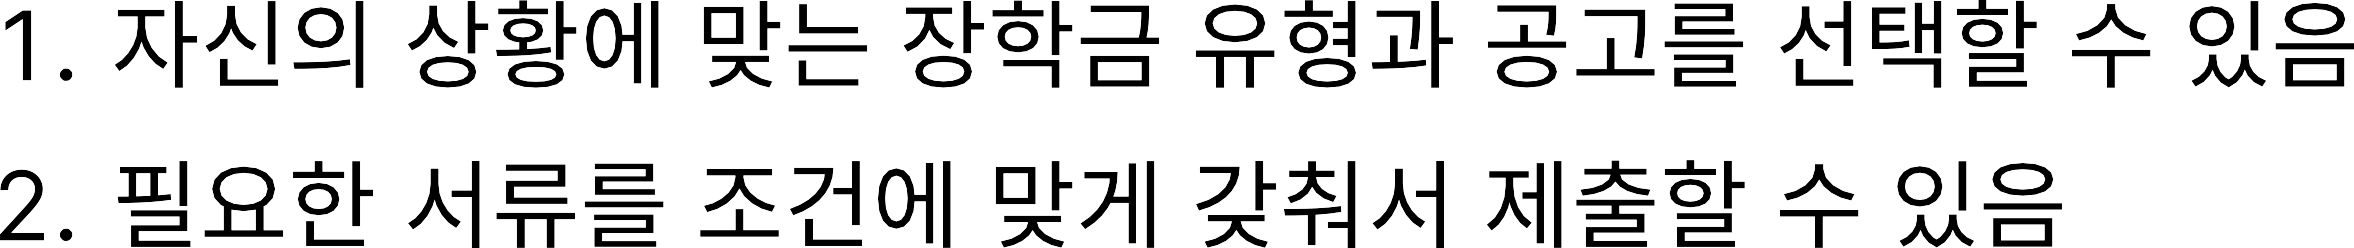 1. 자신의 상황에 맞는 장학금 유형과 공고를 선택할 수 있음
2. 필요한 서류를 조건에 맞게 갖춰서 제출할 수 있음